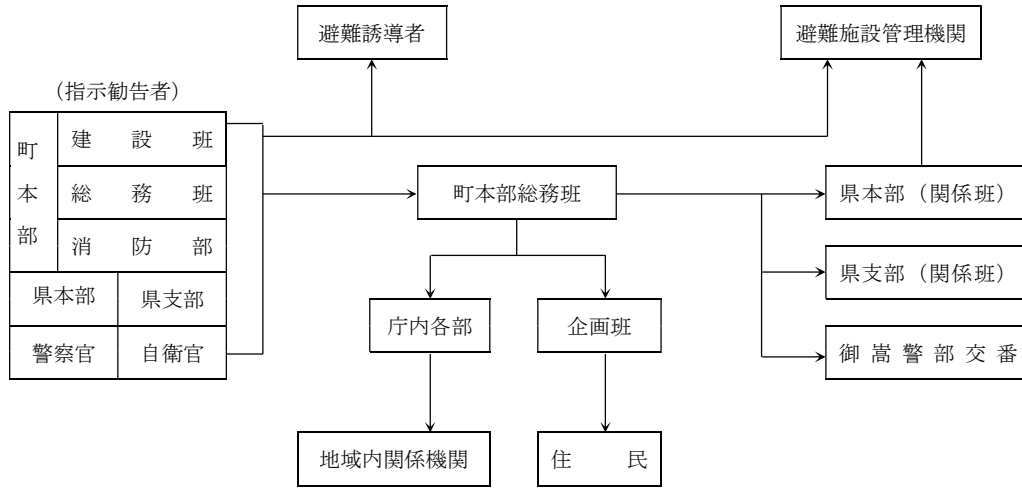 避難誘導者
避難施設管理機関
（指示勧告者）
町本部
建設班
総務班
消防部
県本部
県支部
警察官
自衛官
町本部総務班
県本部（関係班）
県支部（関係班）
御嵩警部交番
庁内各部
企画班
地域内関係機関
住民